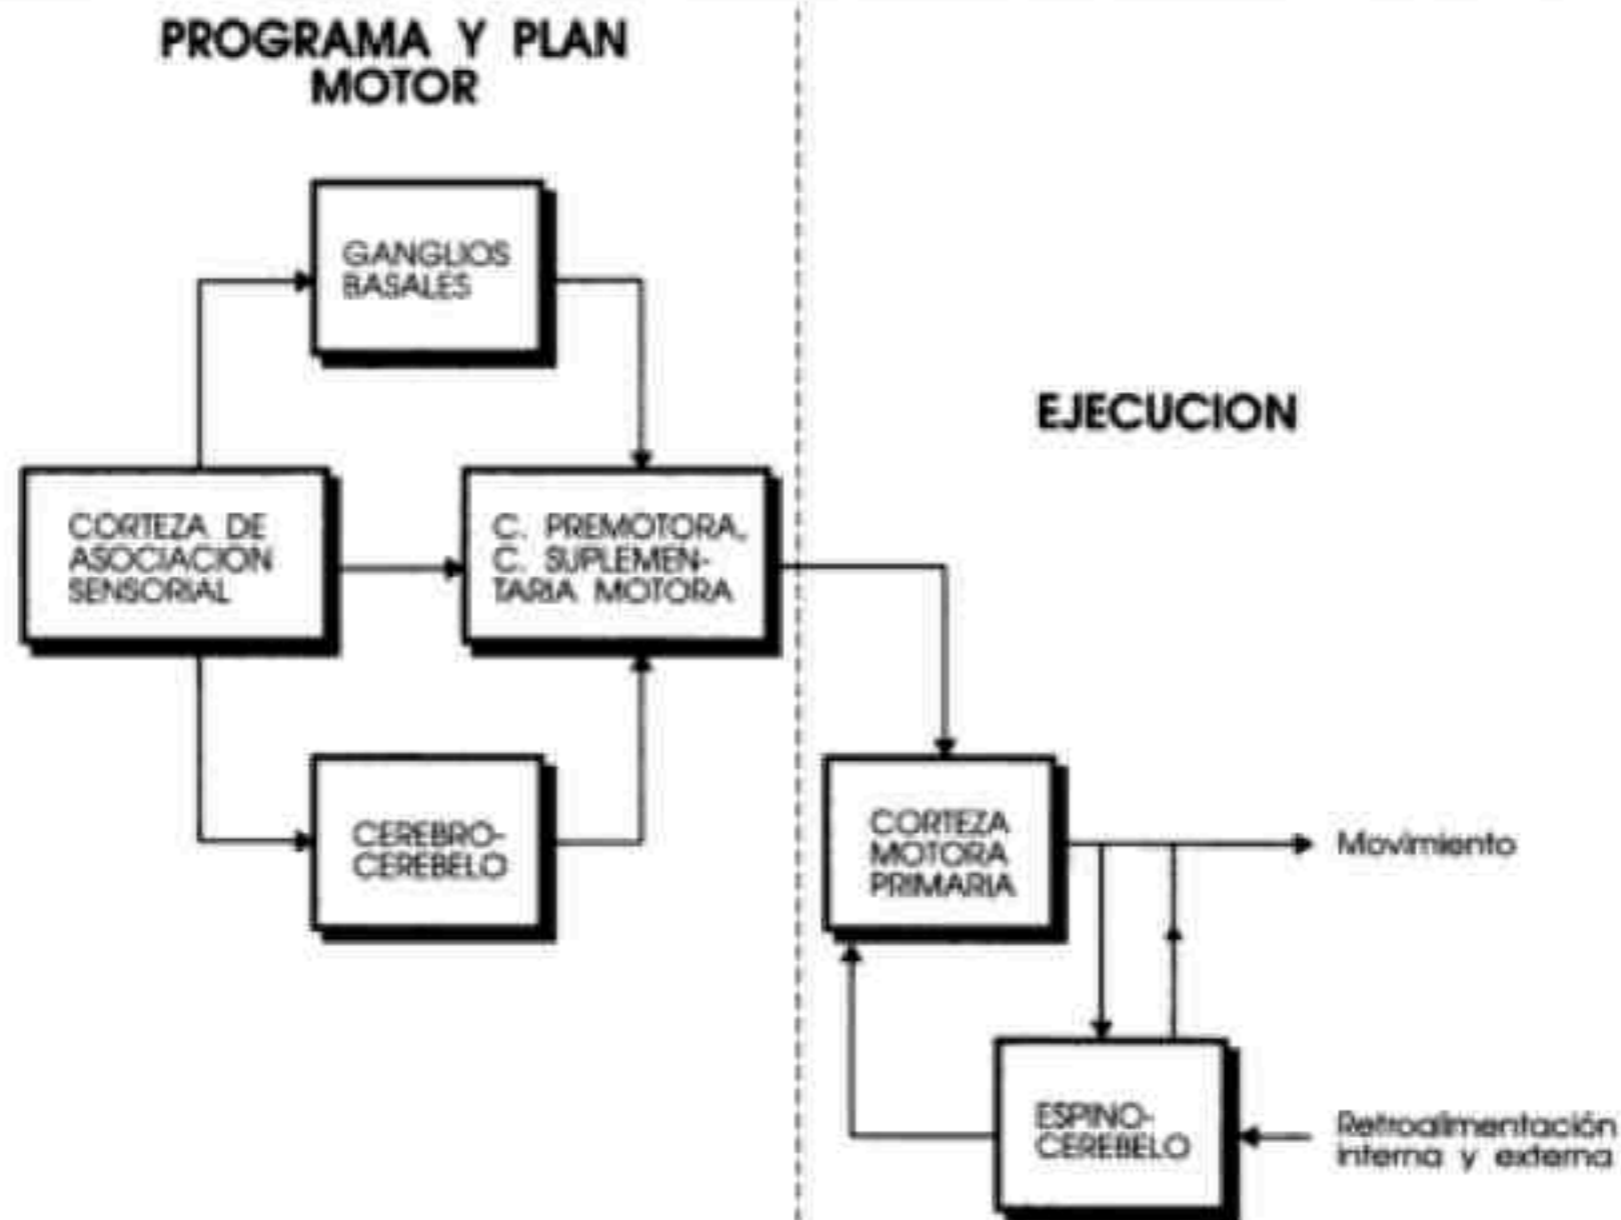 PROGRAMA Y PLAN
MOTOR
GANGLIOS
BASALES
EJECUCION
CORTEZA DE
ASOCIACION
SENSORIAL
C. PREMOTORA,
C. SUPLEMEN-
TARIA MOTORA
CEREBRO-
CEREBELO
CORTEZA
MOTORA
PRIMARIA
Movimiento
ESPINO-
CEREBELO
Retroalimentación
interna y externa